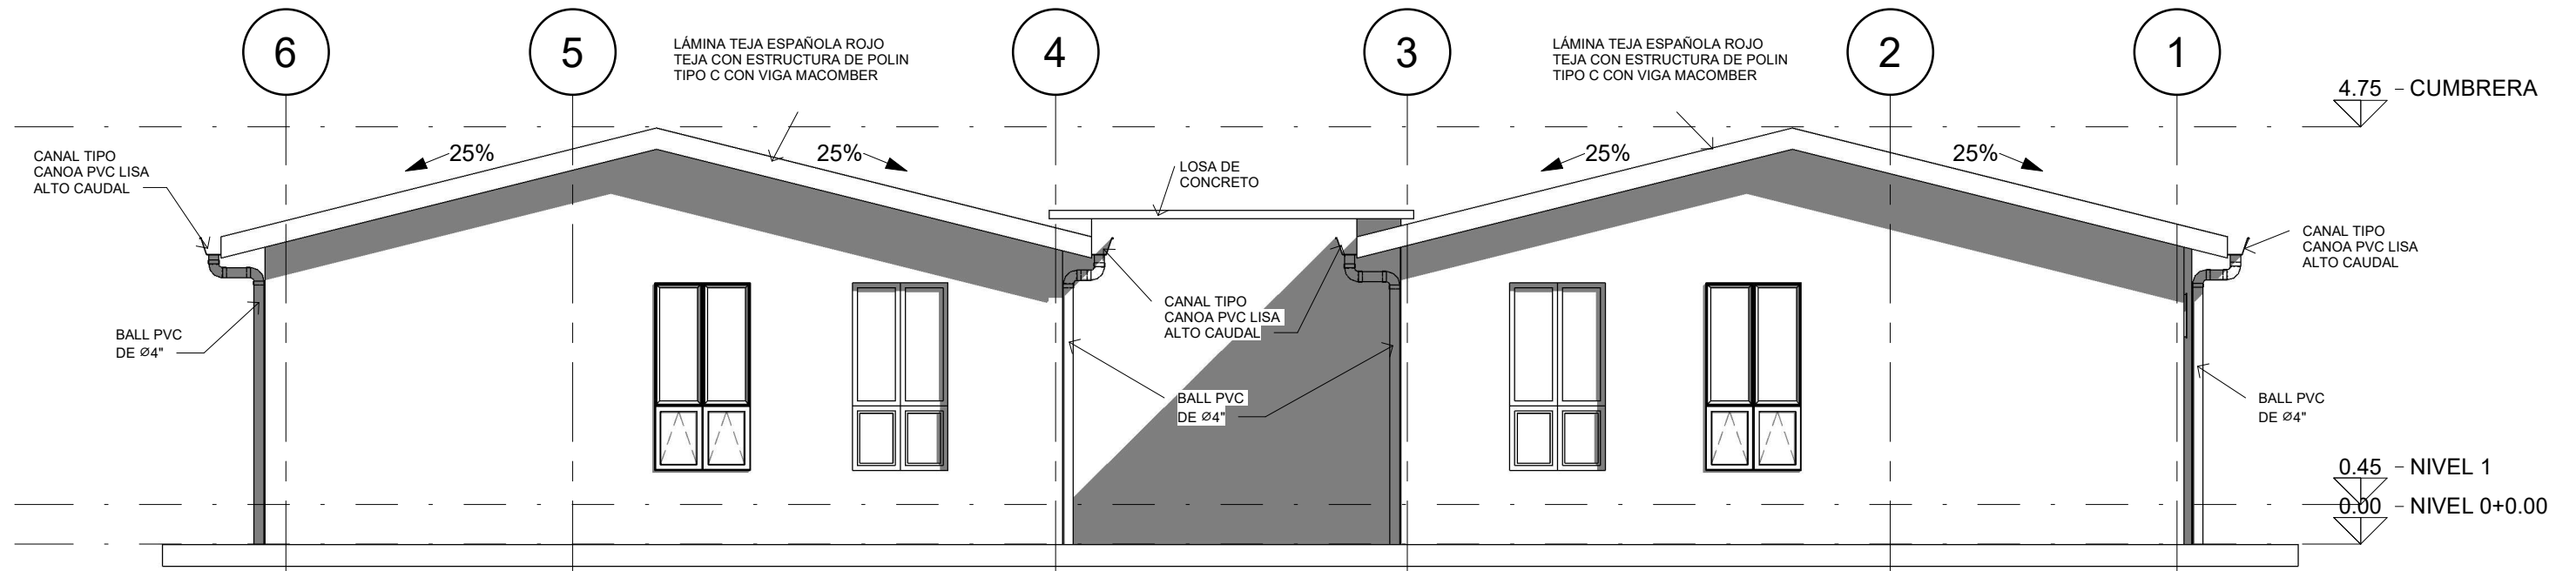 6
5
4
3
2
1
LÁMINA TEJA ESPAÑOLA ROJO
TEJA CON ESTRUCTURA DE POLIN
TIPO C CON VIGA MACOMBER
LÁMINA TEJA ESPAÑOLA ROJO
TEJA CON ESTRUCTURA DE POLIN
TIPO C CON VIGA MACOMBER
4.75 - CUMBRERA
CANAL TIPO
CANOA PVC LISA
ALTO CAUDAL
25%
25%
LOSA DE
CONCRETO
25%
25%
CANAL TIPO
CANOA PVC LISA
ALTO CAUDAL
CANAL TIPO
CANOA PVC LISA
ALTO CAUDAL
BALL PVC
DE Ø4"
BALL PVC
DE Ø4"
BALL PVC
DE Ø4"
0.45 - NIVEL 1
0.00 - NIVEL 0+0.00